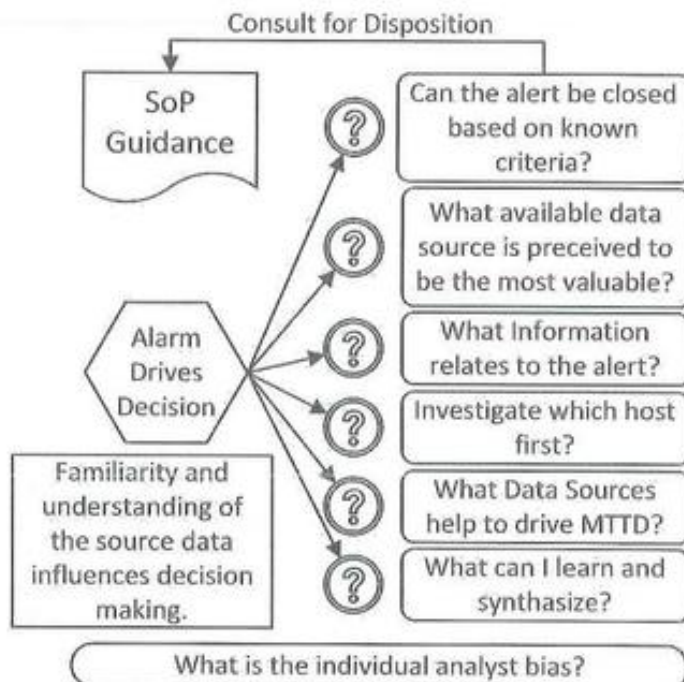 Consult for Disposition
SoP
Guidance
?
Can the alert be closed
based on known
criteria?
?
What available data
source is preceived to
be the most valuable?
?
What Information
relates to the alert?
Alarm
Drives
Decision
?
Investigate which host
first?
?
What Data Sources
help to drive MTTD?
?
What can I learn and
synthasize?
Familiarity and
understanding of
the source data
influences decision
making.
What is the individual analyst bias?